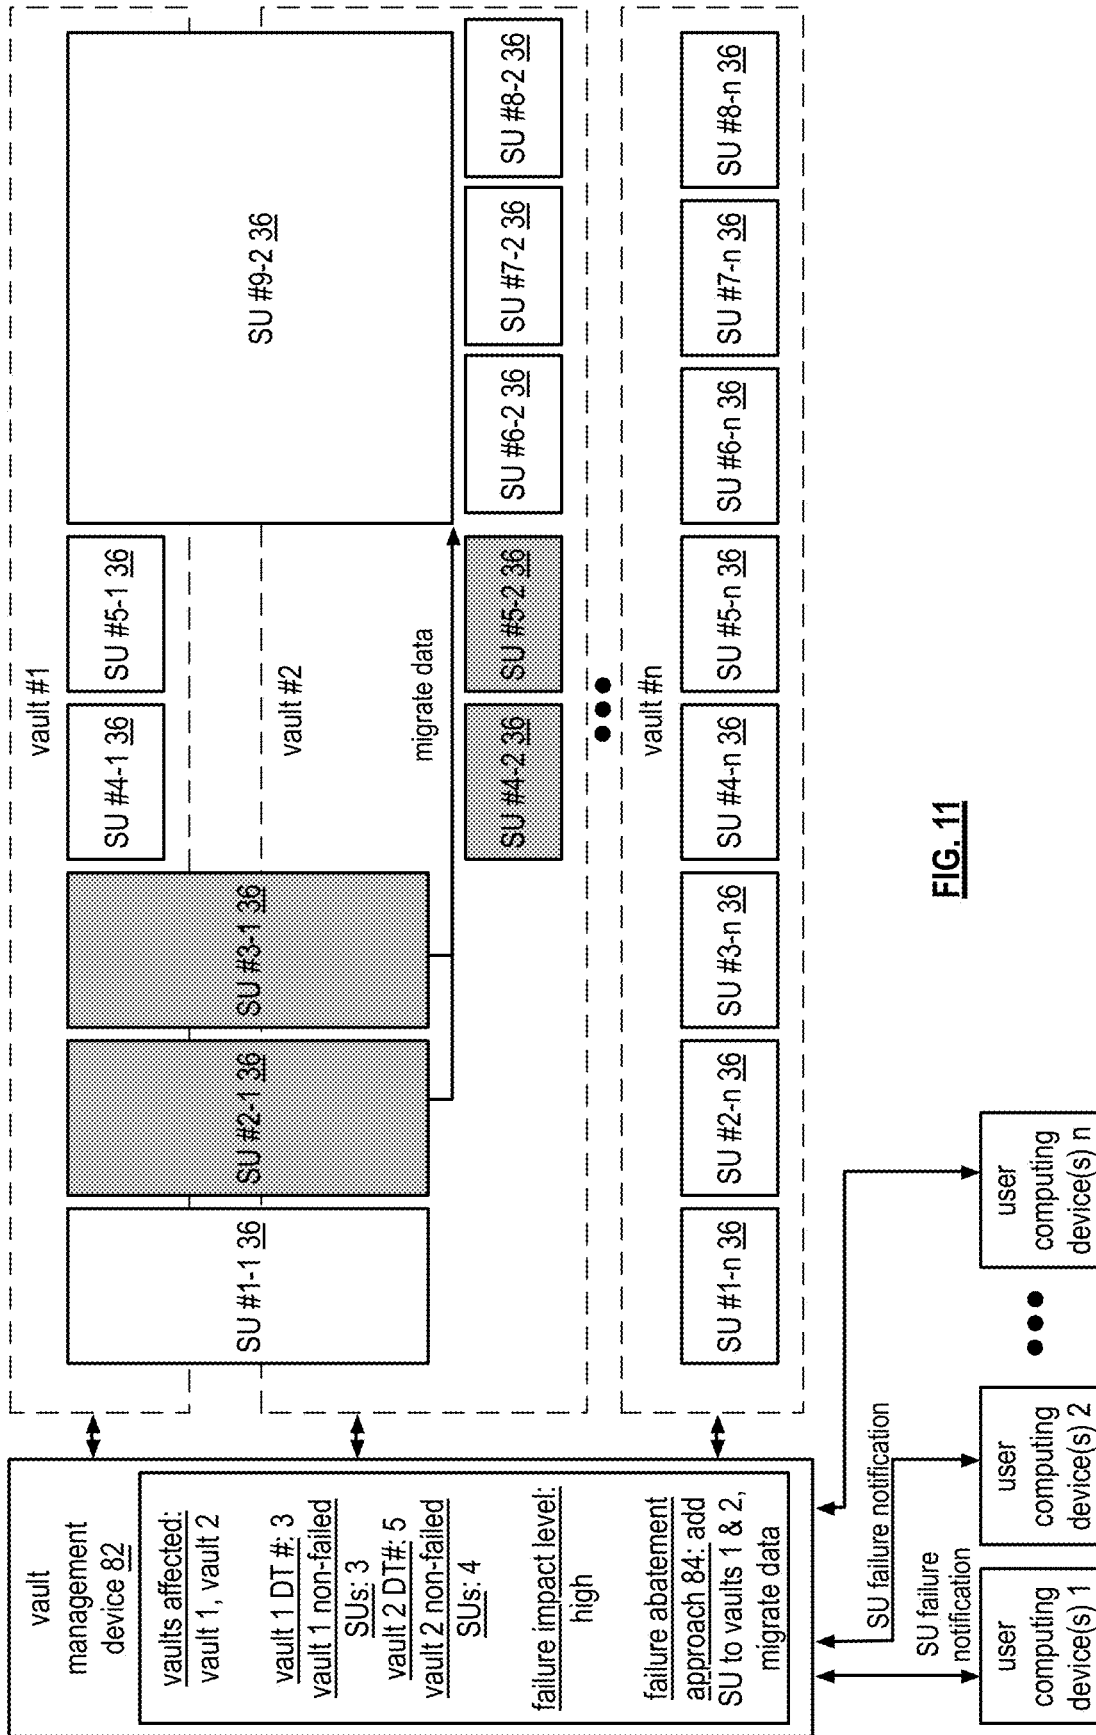 vault
management
device 82
vaults affected:
vault 1, vault 2
vault 1 DT #: 3
vault 1 non-failed
SUs: 3
vault 2 DT#: 5
vault 2 non-failed
SUs: 4
failure impact level:
high
failure abatement
approach 84: add
SU to vaults 1 & 2,
migrate data
vault #1
SU #1-1 36
SU #2-1 36
SU #3-1 36
SU #4-1 36
SU #5-1 36
SU #9-2 36
vault #2
migrate data
SU #4-2 36
SU #5-2 36
SU #6-2 36
SU #7-2 36
SU #8-2 36
vault #n
SU #1-n 36
SU #2-n 36
SU #3-n 36
SU #4-n 36
SU #5-n 36
SU #6-n 36
SU #7-n 36
SU #8-n 36
SU failure notification
SU failure
notification
user
computing
device(s) 1
user
computing
device(s) 2
user
computing
device(s) n
FIG. 11